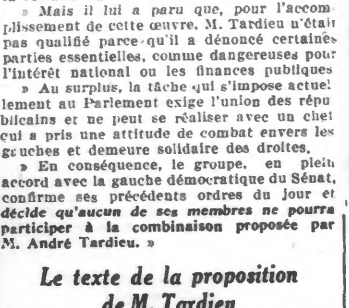 » Mais il lui a paru que, pour l'accom-
plissement de cette œuvre, M. Tardieu n'était
pas qualifié parce qu'il a dénoncé certaines
parties essentielles, comme dangereuses pour
l'intérêt national ou les finances publiques
» Au surplus, la tâche qui s'impose actuel
lement au Parlement exige l'union des répu
blicains et ne peut se réaliser avec un chef
qui a pris une attitude de combat envers les
gauches et demeure solidaire des droites.
» En conséquence, le groupe, en plein
accord avec la gauche démocratique du Sénat,
confirme ses précédents ordres du jour et
décide qu'aucun de ses membres ne pourra
participer à la combinaison proposée par
M. André Tardieu. »
Le texte de la proposition
de M. Tardieu